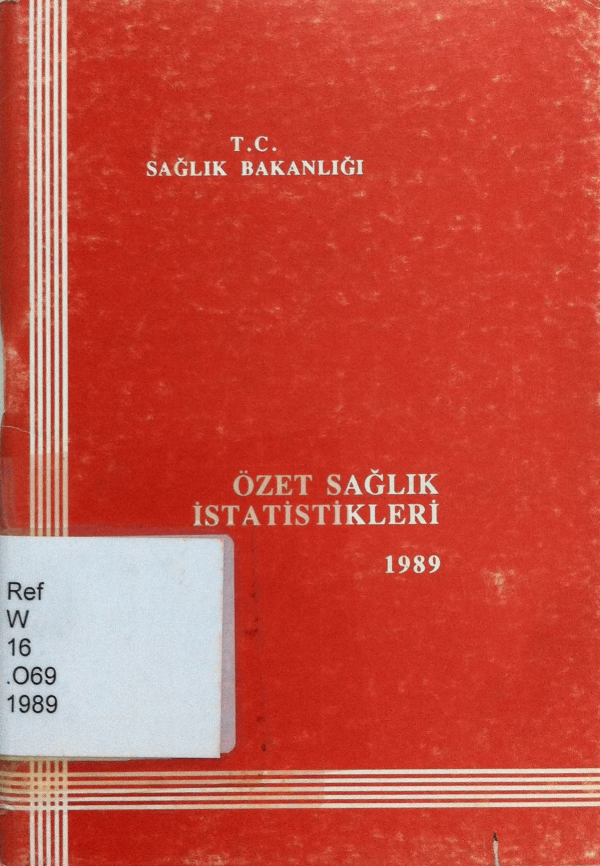 T.C.
SAĞLIK BAKANLIĞI
ÖZET SAĞLIK
İSTATİSTİKLERİ
1989
Ref
W
16
.O69
1989